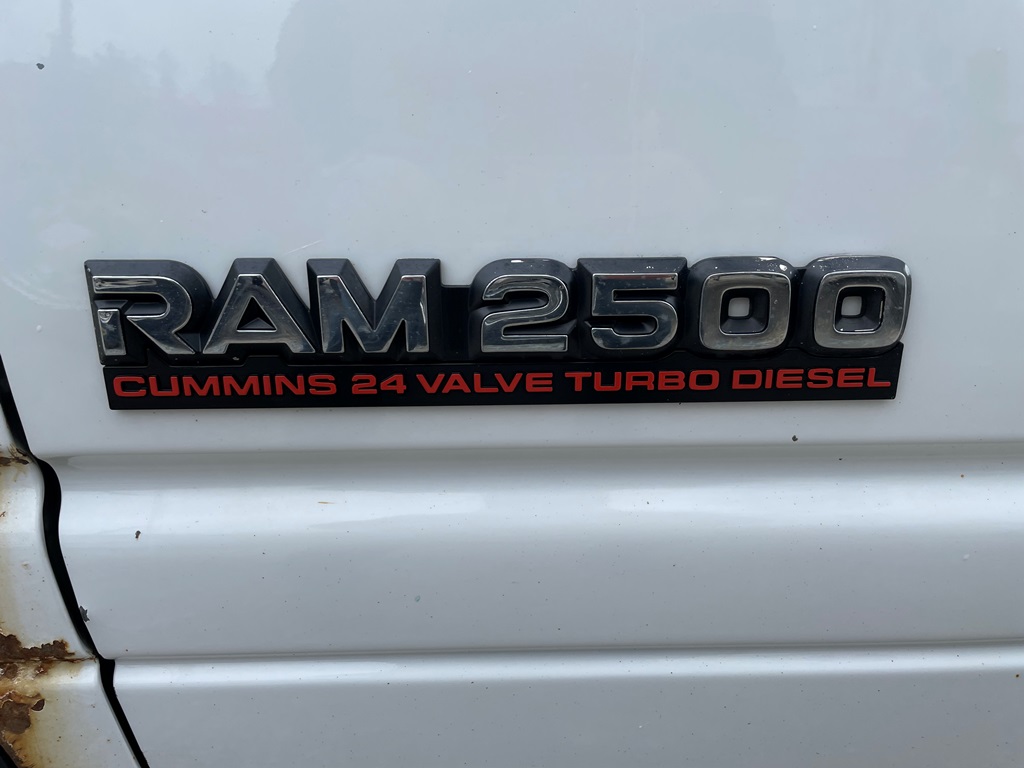 RAM 2500
CUMMINS 24 VALVE TURBO DIESEL